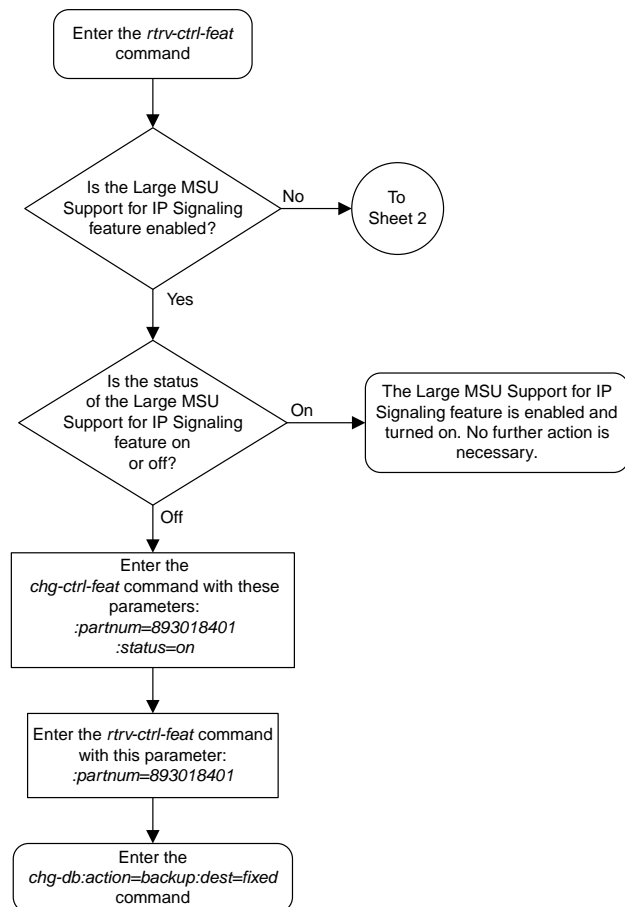 Enter the rtrv-ctrl-feat
command
Is the Large MSU
Support for IP Signaling
feature enabled?
No
To
Sheet 2
Yes
Is the status
of the Large MSU
Support for IP Signaling
feature on
or off?
On
The Large MSU Support for IP
Signaling feature is enabled and
turned on. No further action is
necessary.
Off
Enter the
chg-ctrl-feat command with these
parameters:
:partnum=893018401
:status=on
Enter the rtrv-ctrl-feat command
with this parameter:
:partnum=893018401
Enter the
chg-db:action=backup:dest=fixed
command